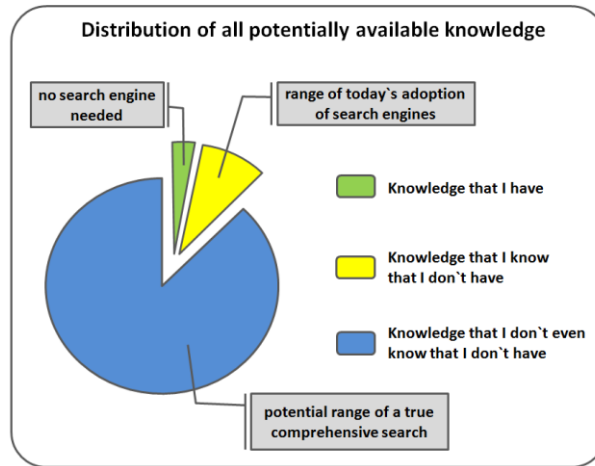 Distribution of all potentially available knowledge
no search engine
needed
range of today`s adoption
of search engines
Knowledge that I have
Knowledge that I know
that I don`t have
Knowledge that I don`t even
know that I don`t have
potential range of a true
comprehensive search